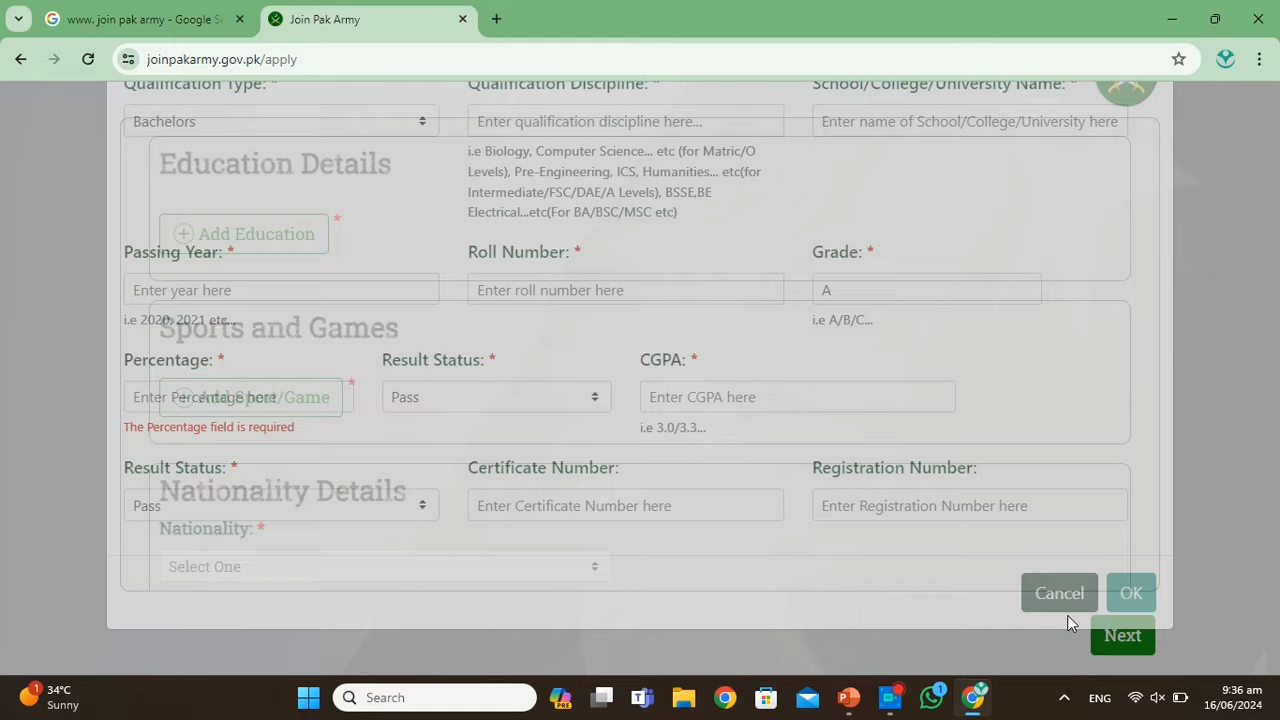 www. join pak army - Google Se
Join Pak Army
joinpakarmy.gov.pk/apply
Qualification Type: *
Qualification Discipline: *
School/College/University Name: *
Bachelors
Enter qualification discipline here...
Enter name of School/College/University here
Education Details
i.e Biology, Computer Science... etc (for Matric/O
Levels), Pre-Engineering, ICS, Humanities... etc(for
Intermediate/FSC/DAE/A Levels), BSSE,BE
Electrical...etc(For BA/BSC/MSC etc)
Add Education *
Passing Year: *
Roll Number: *
Grade: *
Enter year here
Enter roll number here
A
i.e 2020, 2021 etc...
i.e A/B/C...
Sports and Games
Percentage: *
Result Status: *
CGPA: *
Enter Percentage here
Add Sport/Game *
Pass
Enter CGPA here
The Percentage field is required
i.e 3.0/3.3...
Result Status: *
Certificate Number:
Registration Number:
Nationality Details
Pass
Enter Certificate Number here
Enter Registration Number here
Nationality: *
Select One
Cancel
OK
Next
1
34°C
Sunny
Search
PRE
1
ENG
9:36 am
16/06/2024